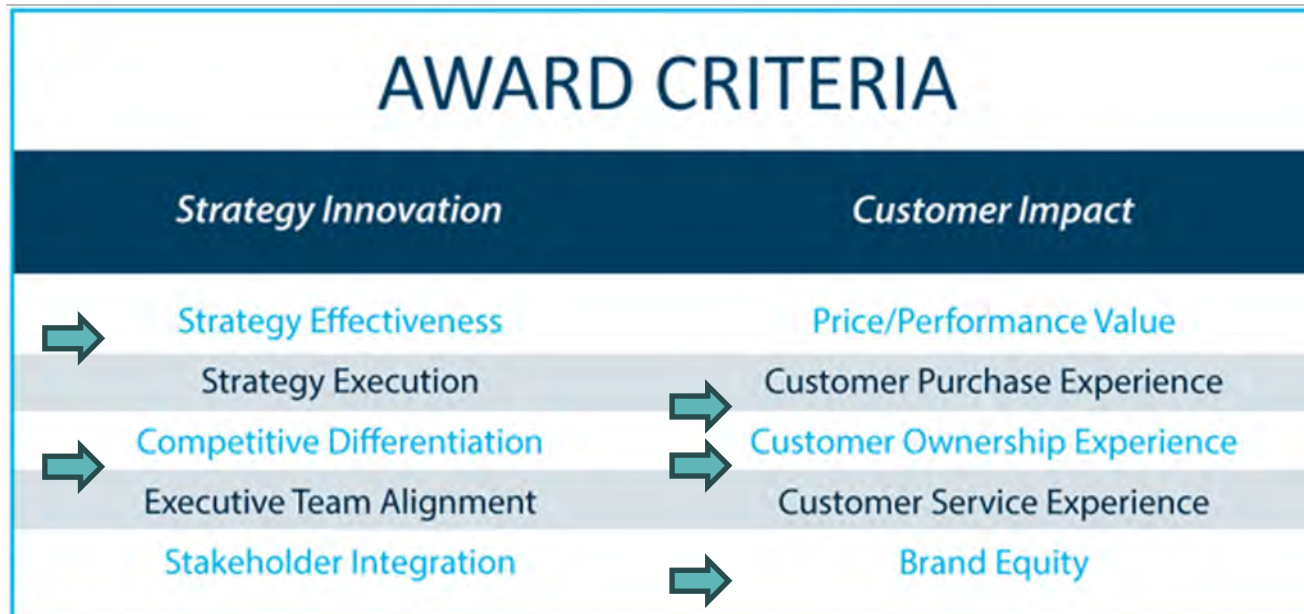 AWARD CRITERIA
Strategy Innovation Customer Impact
Strategy Effectiveness Price/Performance Value
Strategy Execution Customer Purchase Experience
Competitive Differentiation Customer Ownership Experience
Executive Team Alignment Customer Service Experience
Stakeholder Integration Brand Equity